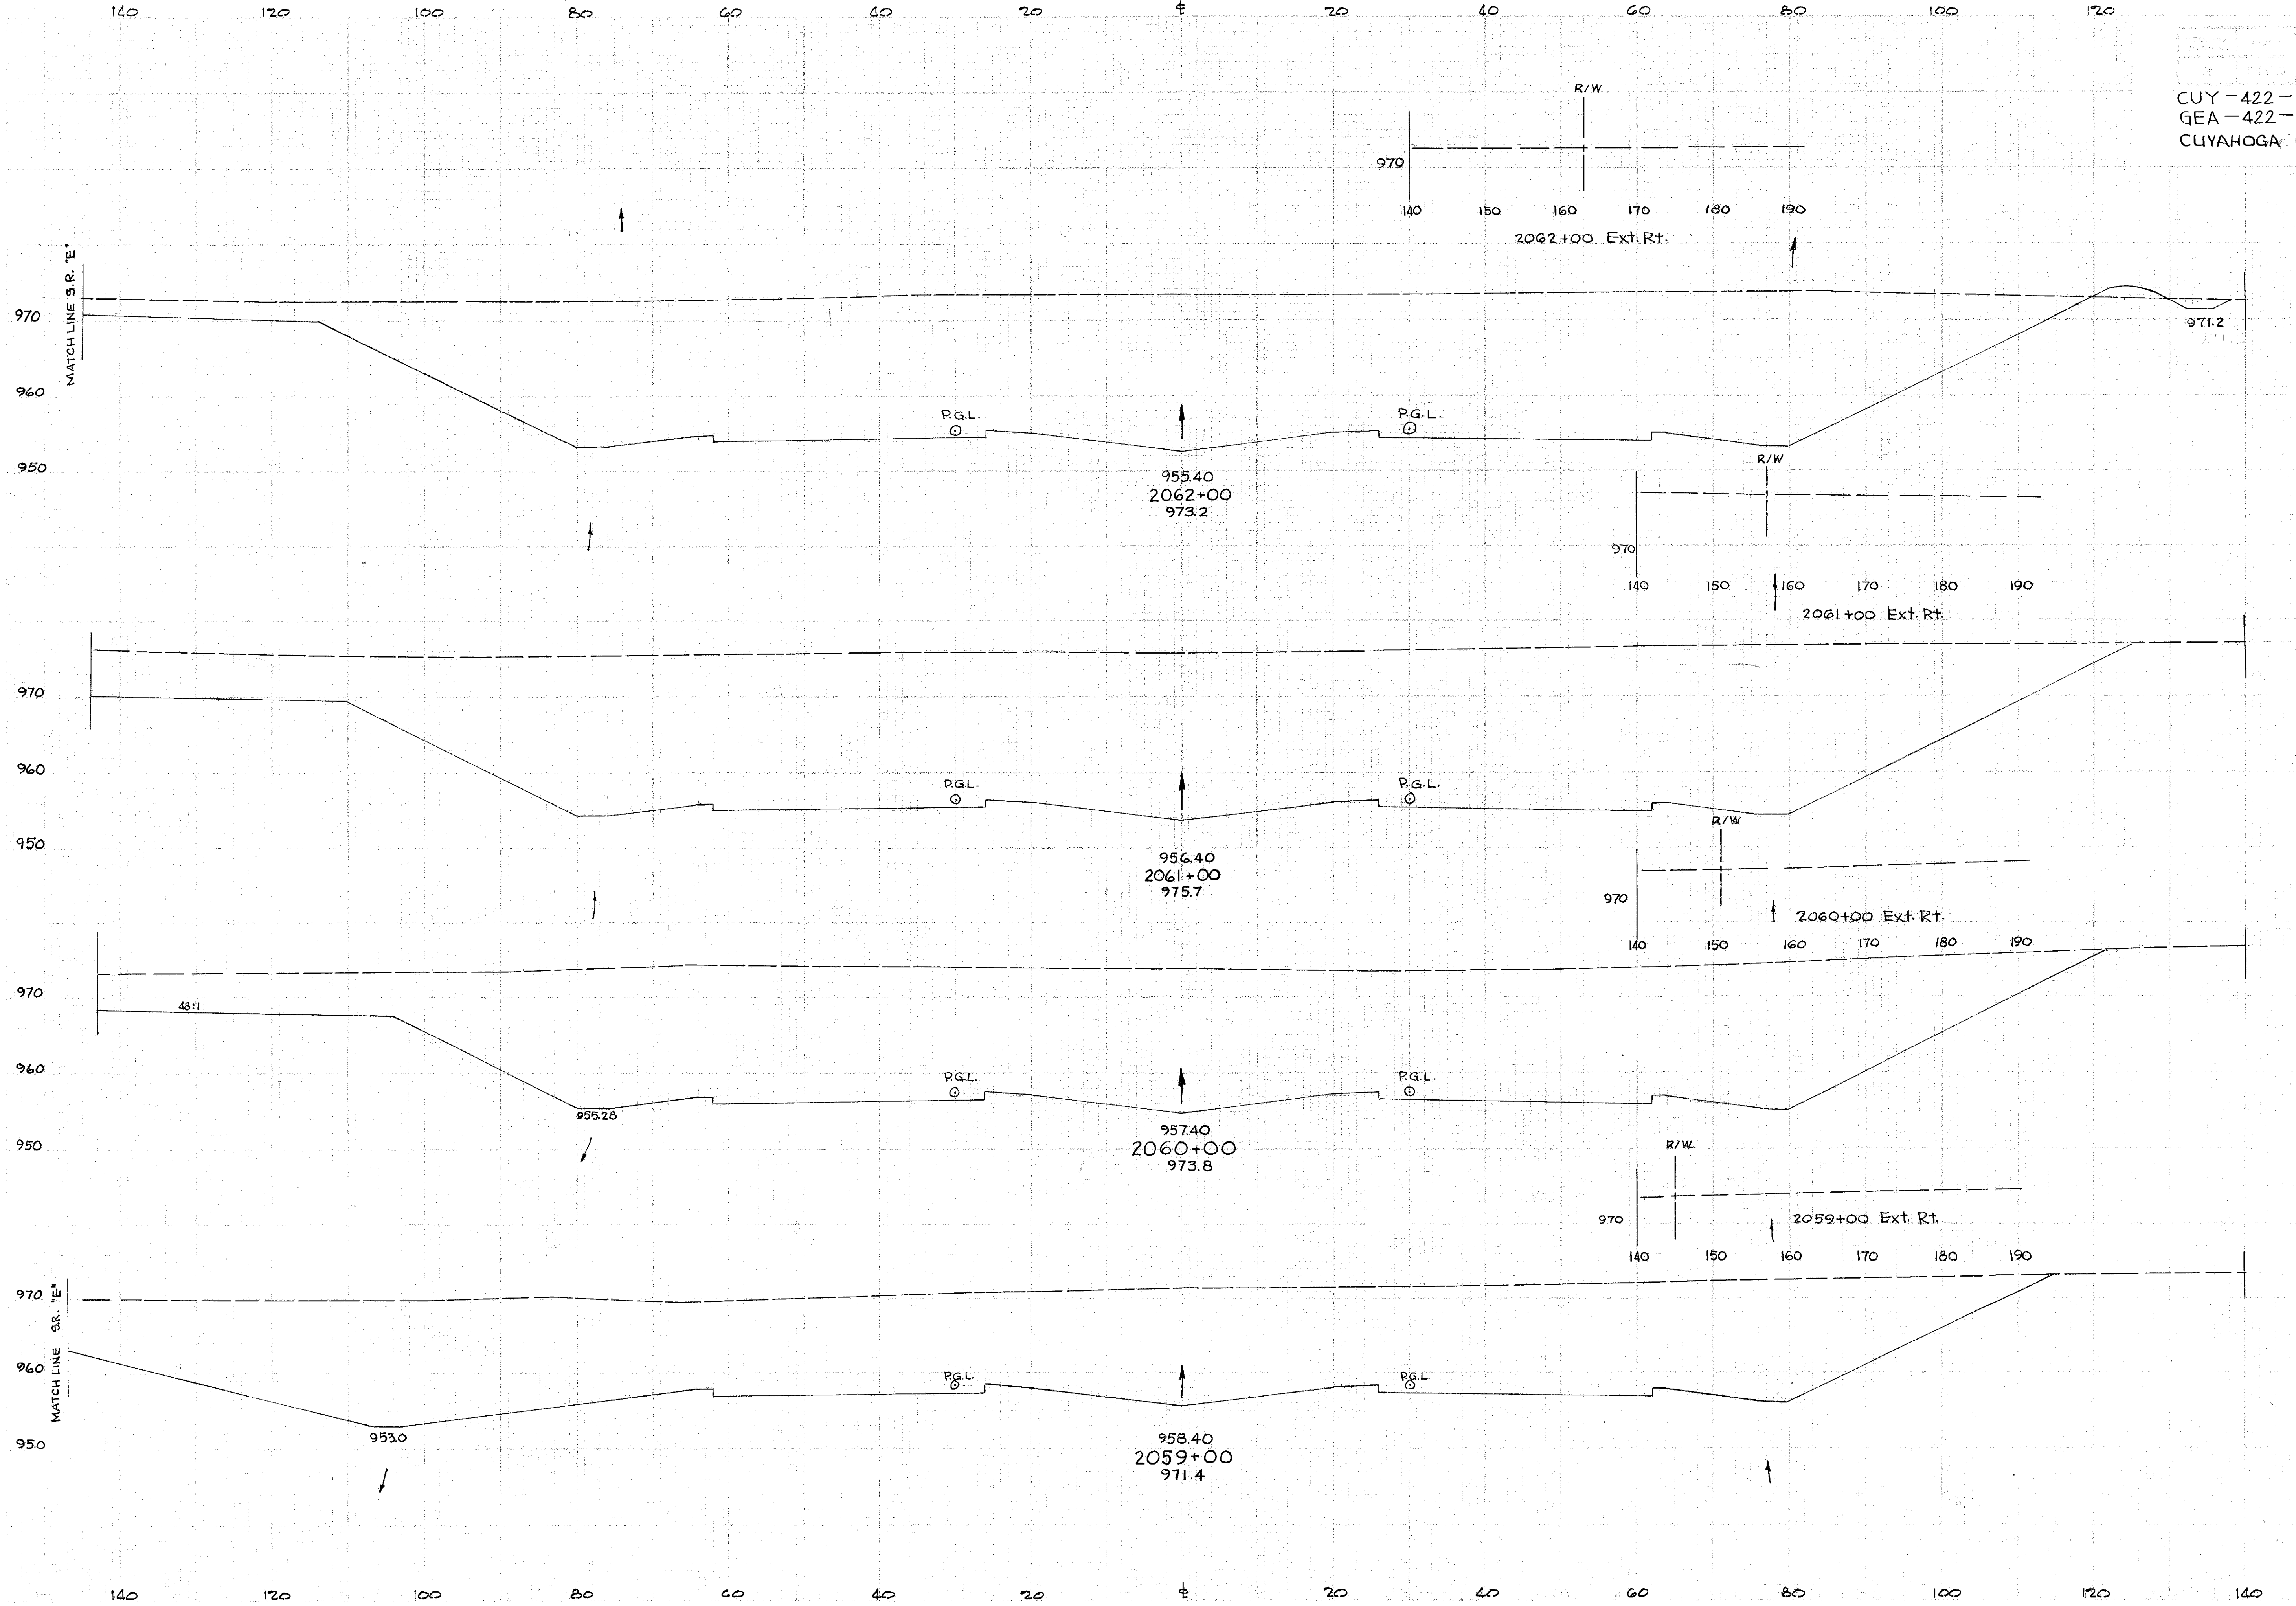 140 120 100 80 60 40 20 ℄ 20 40 60 80 100 120
CUY-422-
GEA-422-
CUYAHOGA
R/W
970
140 150 160 170 180 190
2062+00 Ext. Rt.
MATCH LINE S.R. "E"
970
960
950
971.2
P.G.L.
P.G.L.
955.40
2062+00
973.2
R/W
970
140 150 160 170 180 190
2061+00 Ext. Rt.
970
960
950
P.G.L.
P.G.L.
956.40
2061+00
975.7
R/W
970
2060+00 Ext. Rt.
140 150 160 170 180 190
970
48:1
960
950
P.G.L.
P.G.L.
955.28
957.40
2060+00
973.8
R/W
970
2059+00 Ext. Rt.
140 150 160 170 180 190
MATCH LINE S.R. "E"
970
960
950
P.G.L.
P.G.L.
953.0
958.40
2059+00
971.4
140 120 100 80 60 40 20 ℄ 20 40 60 80 100 120 140